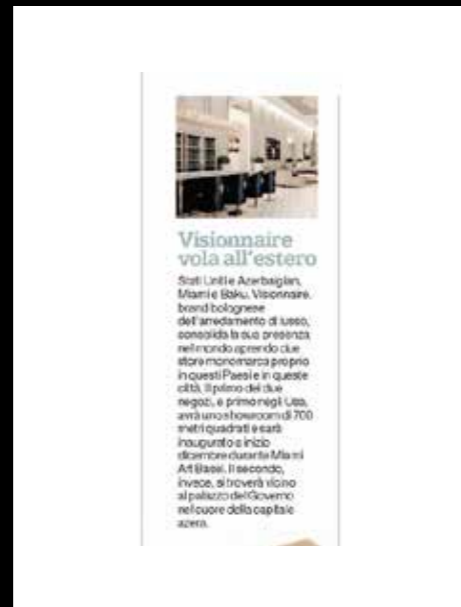 Visionnaire
vola all'estero
Stati Uniti e Azerbaigian,
Miami e Baku. Visionnaire,
brand bolognese
dell'arredamento di lusso,
consolida la sua presenza
nel mondo aprendo due
store monomarca proprio
in questi Paesi e in queste
città. Il primo dei due
negozi, e primo negli Usa,
avrà uno showroom di 700
metri quadrati e sarà
inaugurato a inizio
dicembre durante Miami
Art Basel. Il secondo,
invece, si troverà vicino
al palazzo del Governo
nel cuore della capitale
azera.